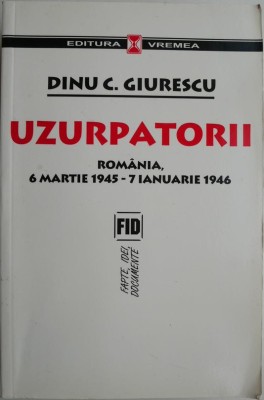 EDITURA VREMEA
DINU C. GIURESCU
UZURPATORII
ROMÂNIA,
6 MARTIE 1945 - 7 IANUARIE 1946
FID
FAPTE, IDEI,
DOCUMENTE